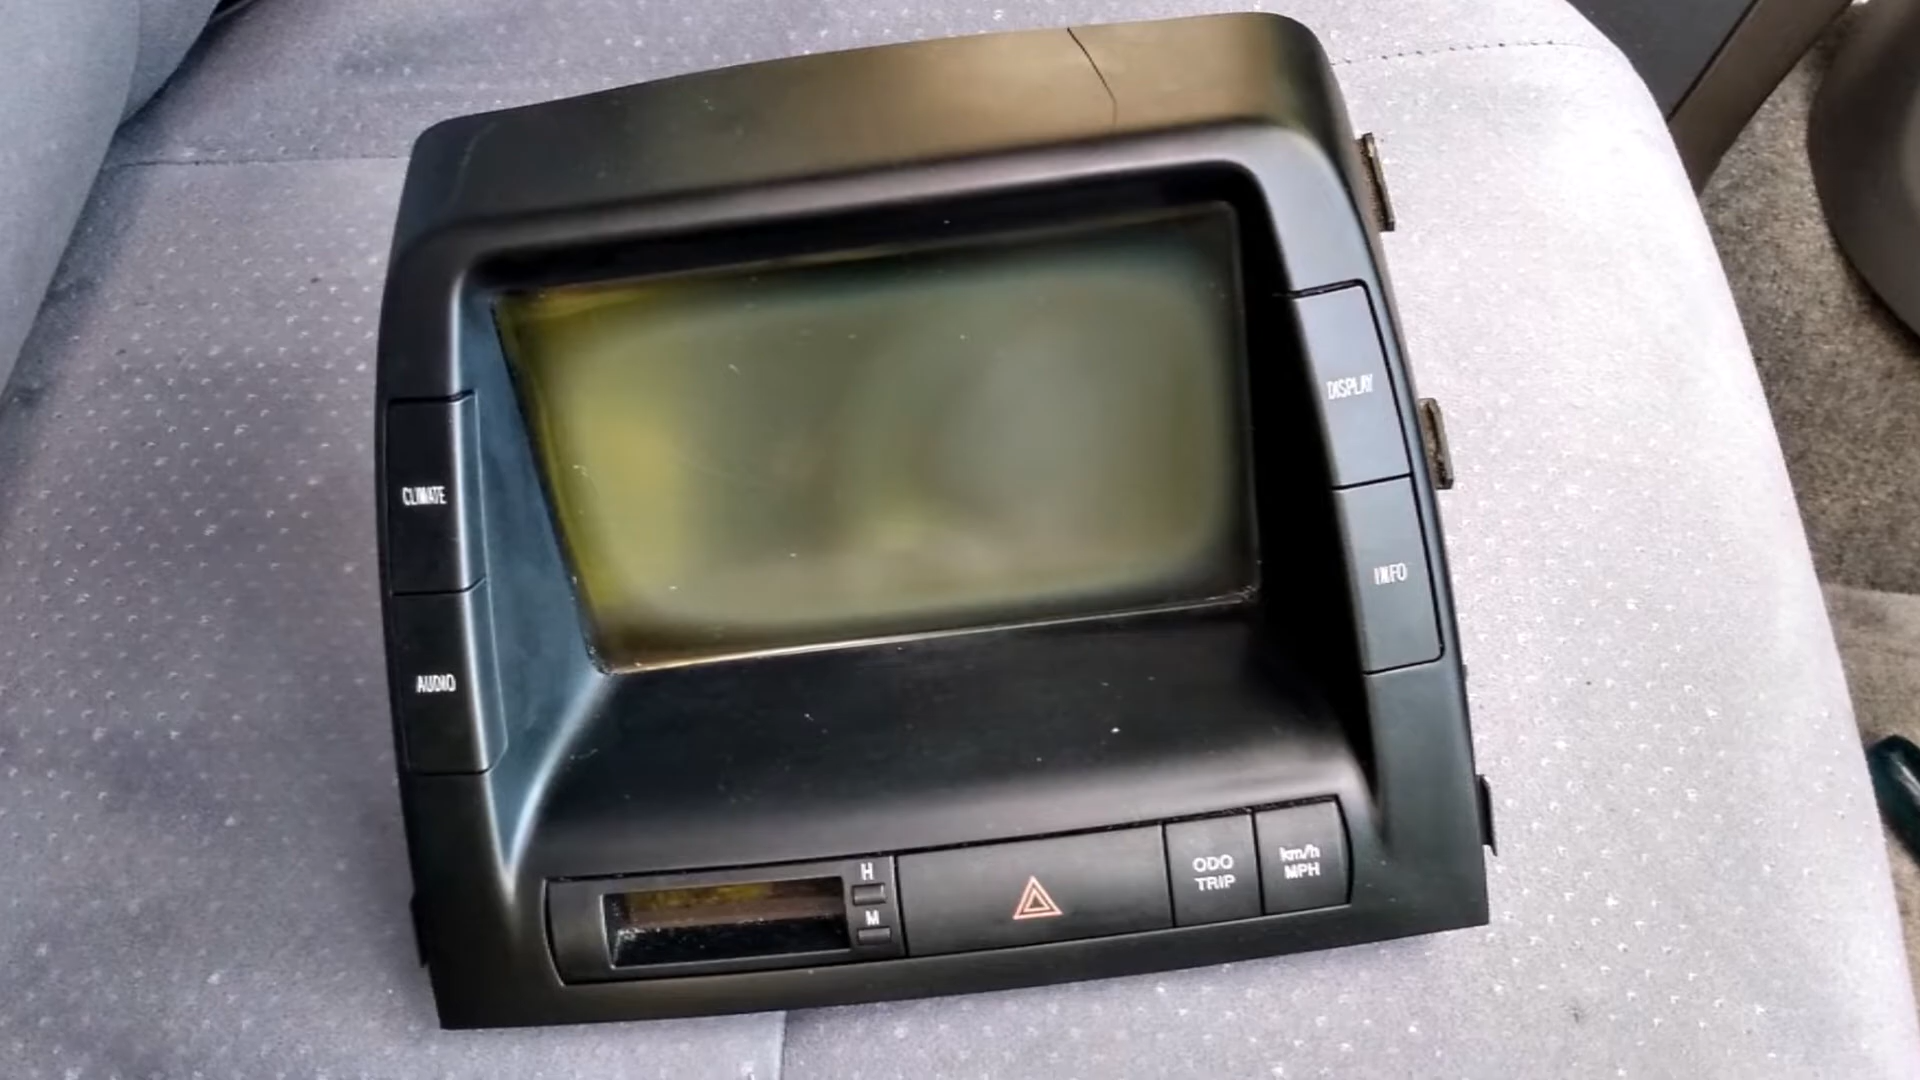 DISPLAY
CLIMATE
INFO
AUDIO
H
M
ODO
TRIP
km/h
MPH